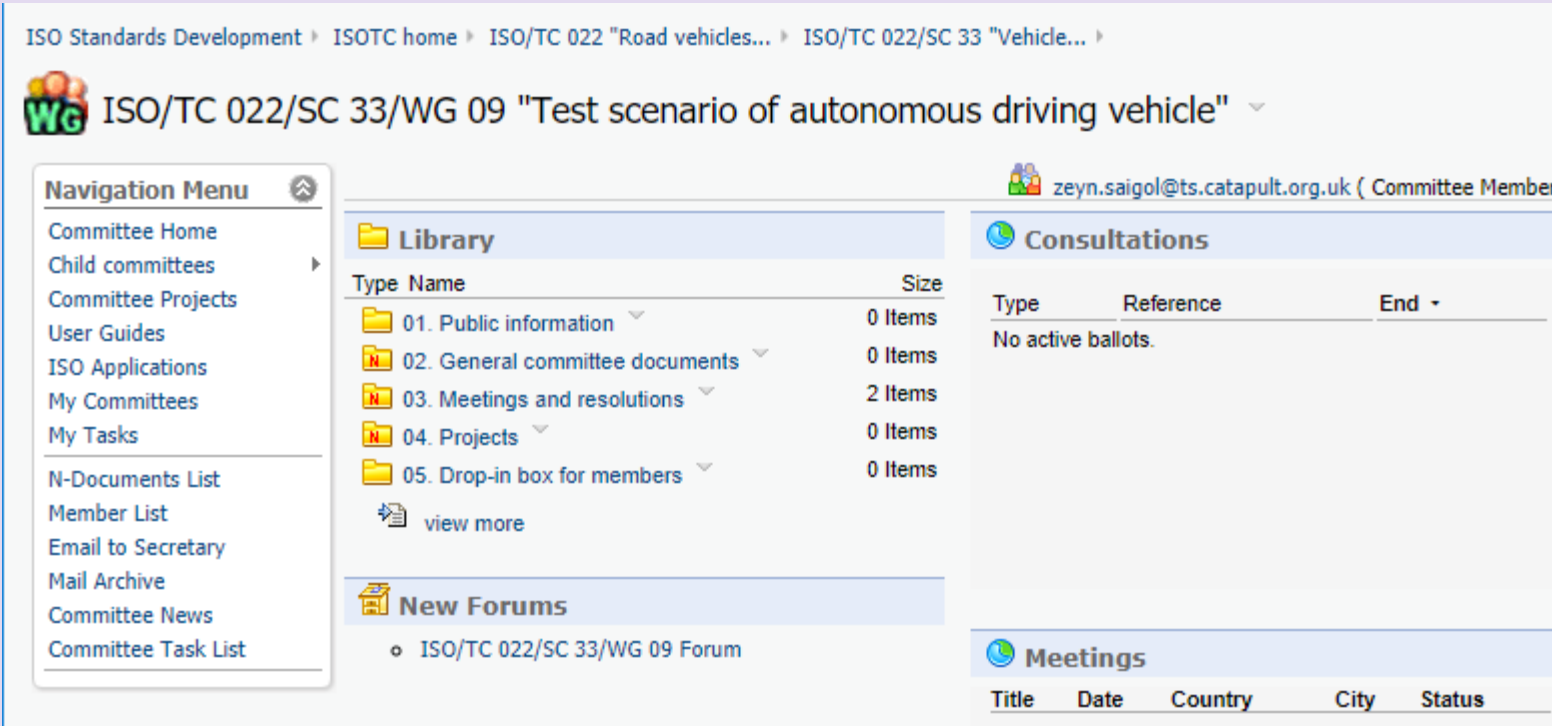 ISO Standards Development ISOTC home ISO/TC 022 "Road vehicles... ISO/TC 022/SC 33 "Vehicle...
WG ISO/TC 022/SC 33/WG 09 "Test scenario of autonomous driving vehicle"
zeyn.saigol@ts.catapult.org.uk ( Committee Member
Navigation Menu
Committee Home
Child committees
Committee Projects
User Guides
ISO Applications
My Committees
My Tasks
N-Documents List
Member List
Email to Secretary
Mail Archive
Committee News
Committee Task List
Library
Type Name Size
01. Public information 0 Items
N 02. General committee documents 0 Items
N 03. Meetings and resolutions 2 Items
N 04. Projects 0 Items
05. Drop-in box for members 0 Items
view more
New Forums
ISO/TC 022/SC 33/WG 09 Forum
Consultations
Type Reference End
No active ballots.
Meetings
Title Date Country City Status